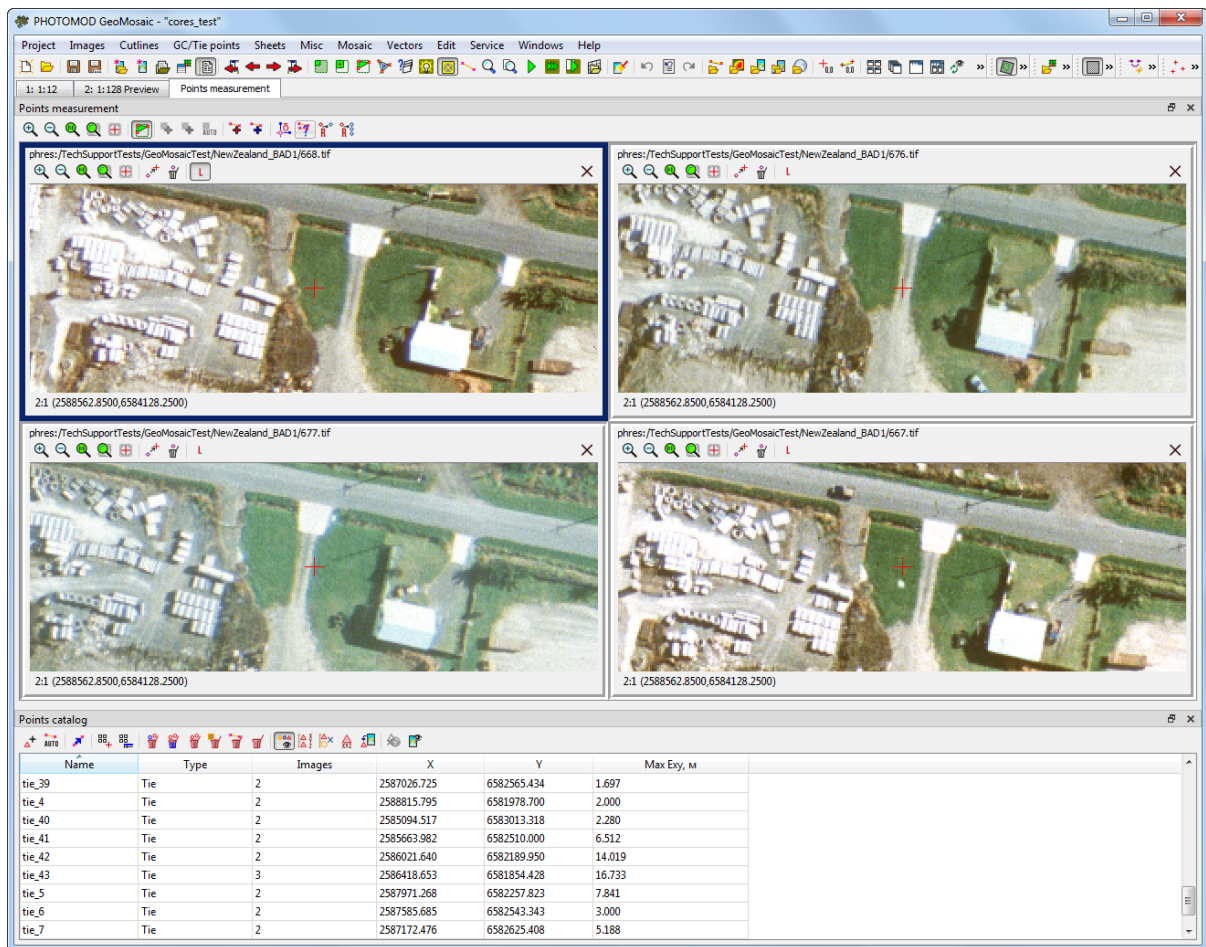 PHOTOMOD GeoMosaic - "cores_test"
Project Images Cutlines GC/Tie points Sheets Misc Mosaic Vectors Edit Service Windows Help
1: 1:12 2: 1:128 Preview Points measurement
Points measurement
AUTO R R
phres:/TechSupportTests/GeoMosaicTest/NewZealand_BAD1/668.tif
L
2:1 (2588562.8500,6584128.2500)
phres:/TechSupportTests/GeoMosaicTest/NewZealand_BAD1/676.tif
L
2:1 (2588562.8500,6584128.2500)
phres:/TechSupportTests/GeoMosaicTest/NewZealand_BAD1/677.tif
L
2:1 (2588562.8500,6584128.2500)
phres:/TechSupportTests/GeoMosaicTest/NewZealand_BAD1/667.tif
L
2:1 (2588562.8500,6584128.2500)
Points catalog
AUTO XYZ
Name Type Images X Y Max Exy, м
tie_39 Tie 2 2587026.725 6582565.434 1.697
tie_4 Tie 2 2588815.795 6581978.700 2.000
tie_40 Tie 2 2585094.517 6583013.318 2.280
tie_41 Tie 2 2585663.982 6582510.000 6.512
tie_42 Tie 2 2586021.640 6582189.950 14.019
tie_43 Tie 3 2586418.653 6581854.428 16.733
tie_5 Tie 2 2587971.268 6582257.823 7.841
tie_6 Tie 2 2587585.685 6582543.343 3.000
tie_7 Tie 2 2587172.476 6582625.408 5.188